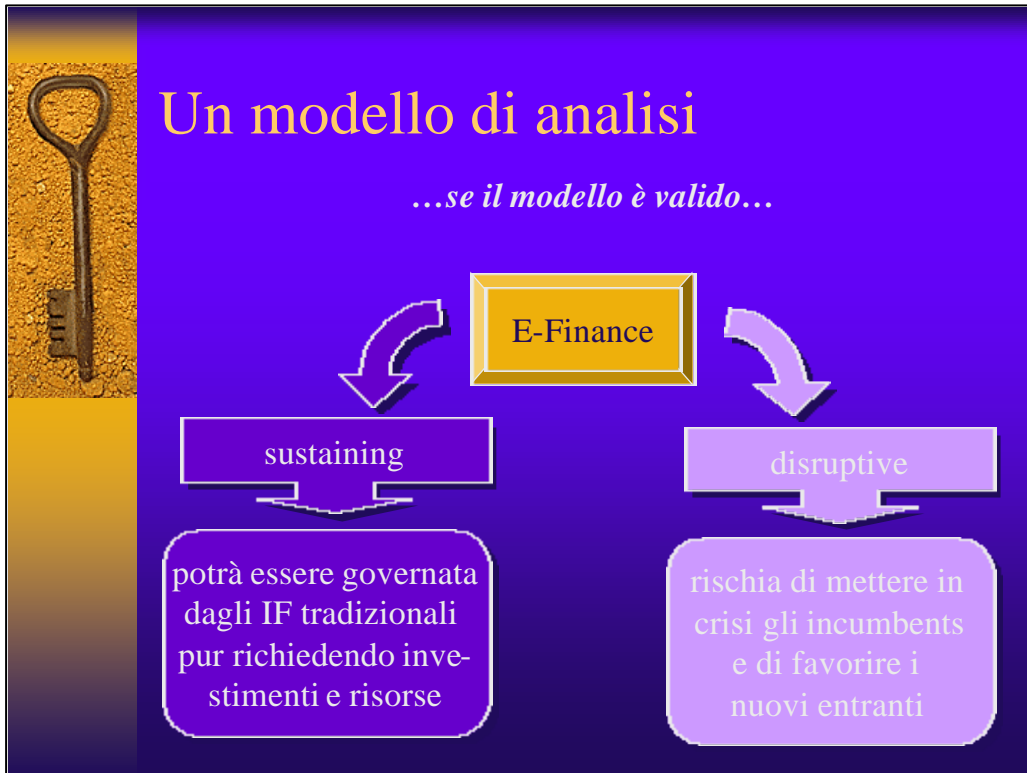 Un modello di analisi
…se il modello è valido…
E-Finance
sustaining
disruptive
potrà essere governata
dagli IF tradizionali
pur richiedendo inve-
stimenti e risorse
rischia di mettere in
crisi gli incumbents
e di favorire i
nuovi entranti